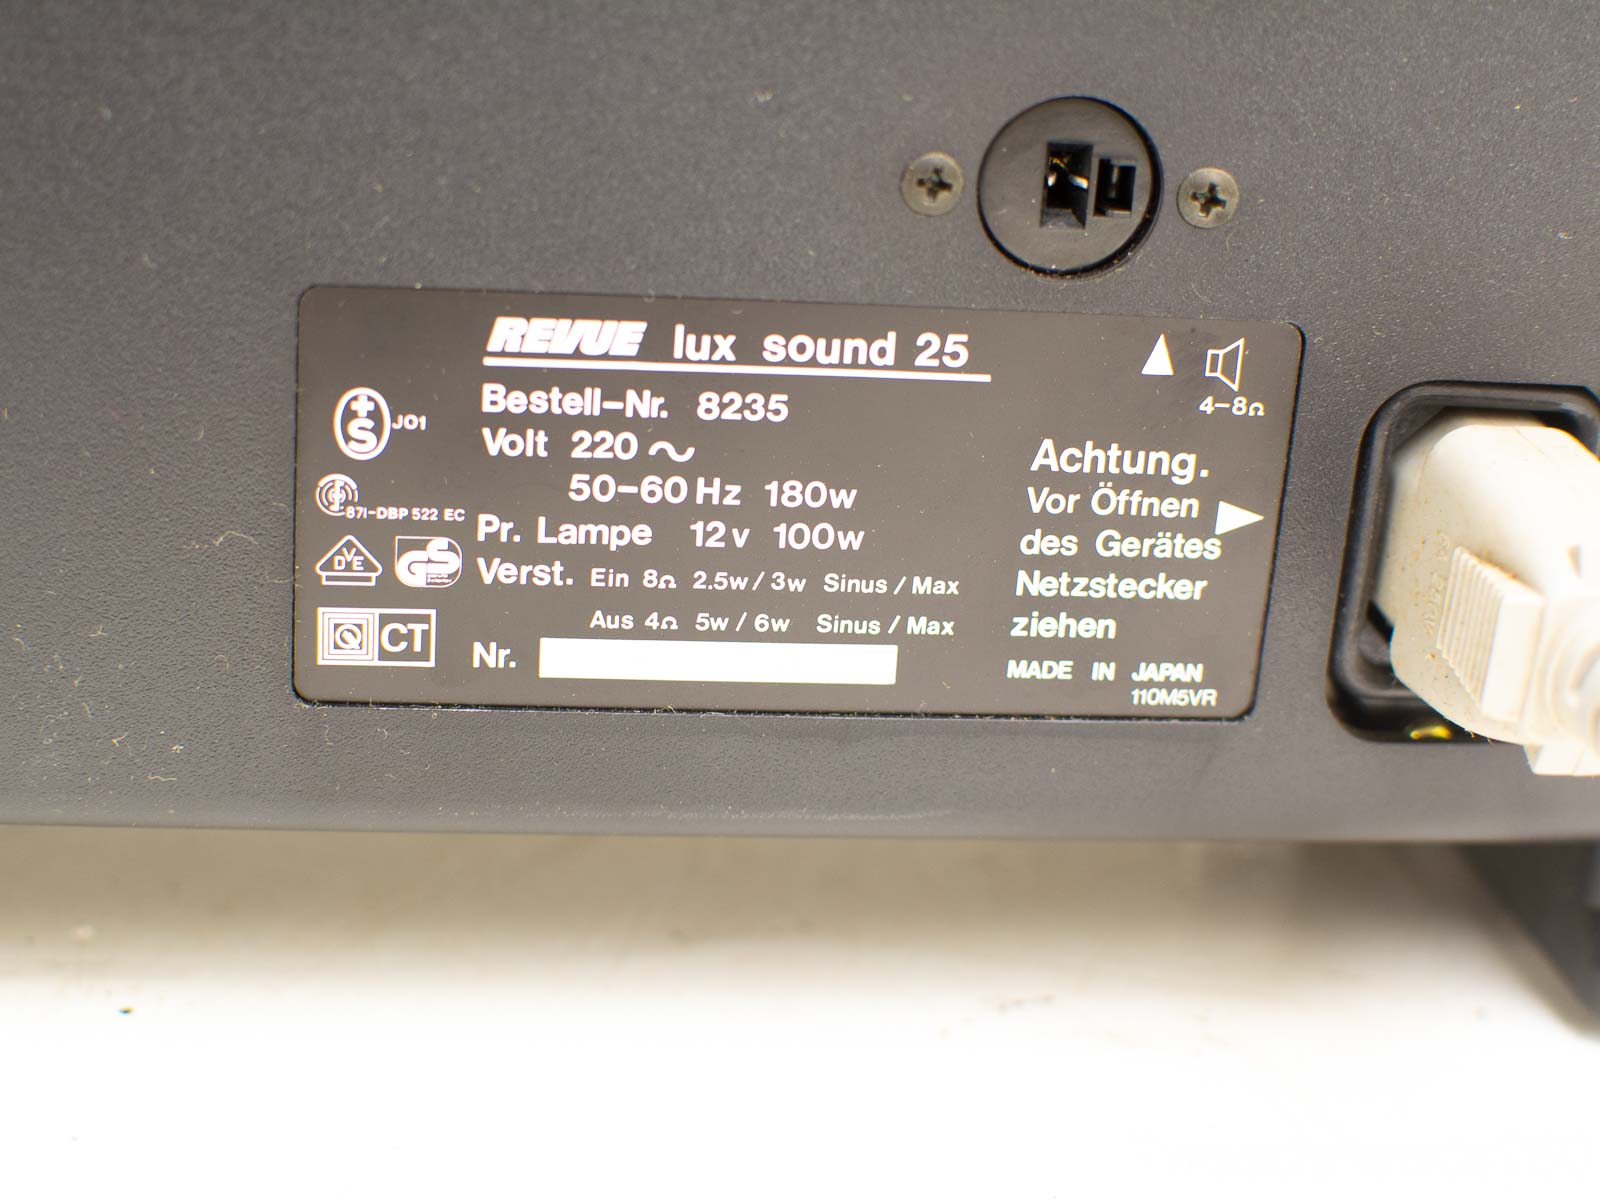 REVUE lux sound 25
Bestell-Nr. 8235
Volt 220 ~
50-60 Hz 180w
Pr. Lampe 12v 100w
Verst. Ein 8Ω 2.5w / 3w Sinus / Max
Aus 4Ω 5w / 6w Sinus / Max
Nr.
+S J01
871-DBP 522 EC
VDE GS
Q CT
4-8Ω
Achtung.
Vor Öffnen
des Gerätes
Netzstecker
ziehen
MADE IN JAPAN
110M5VR